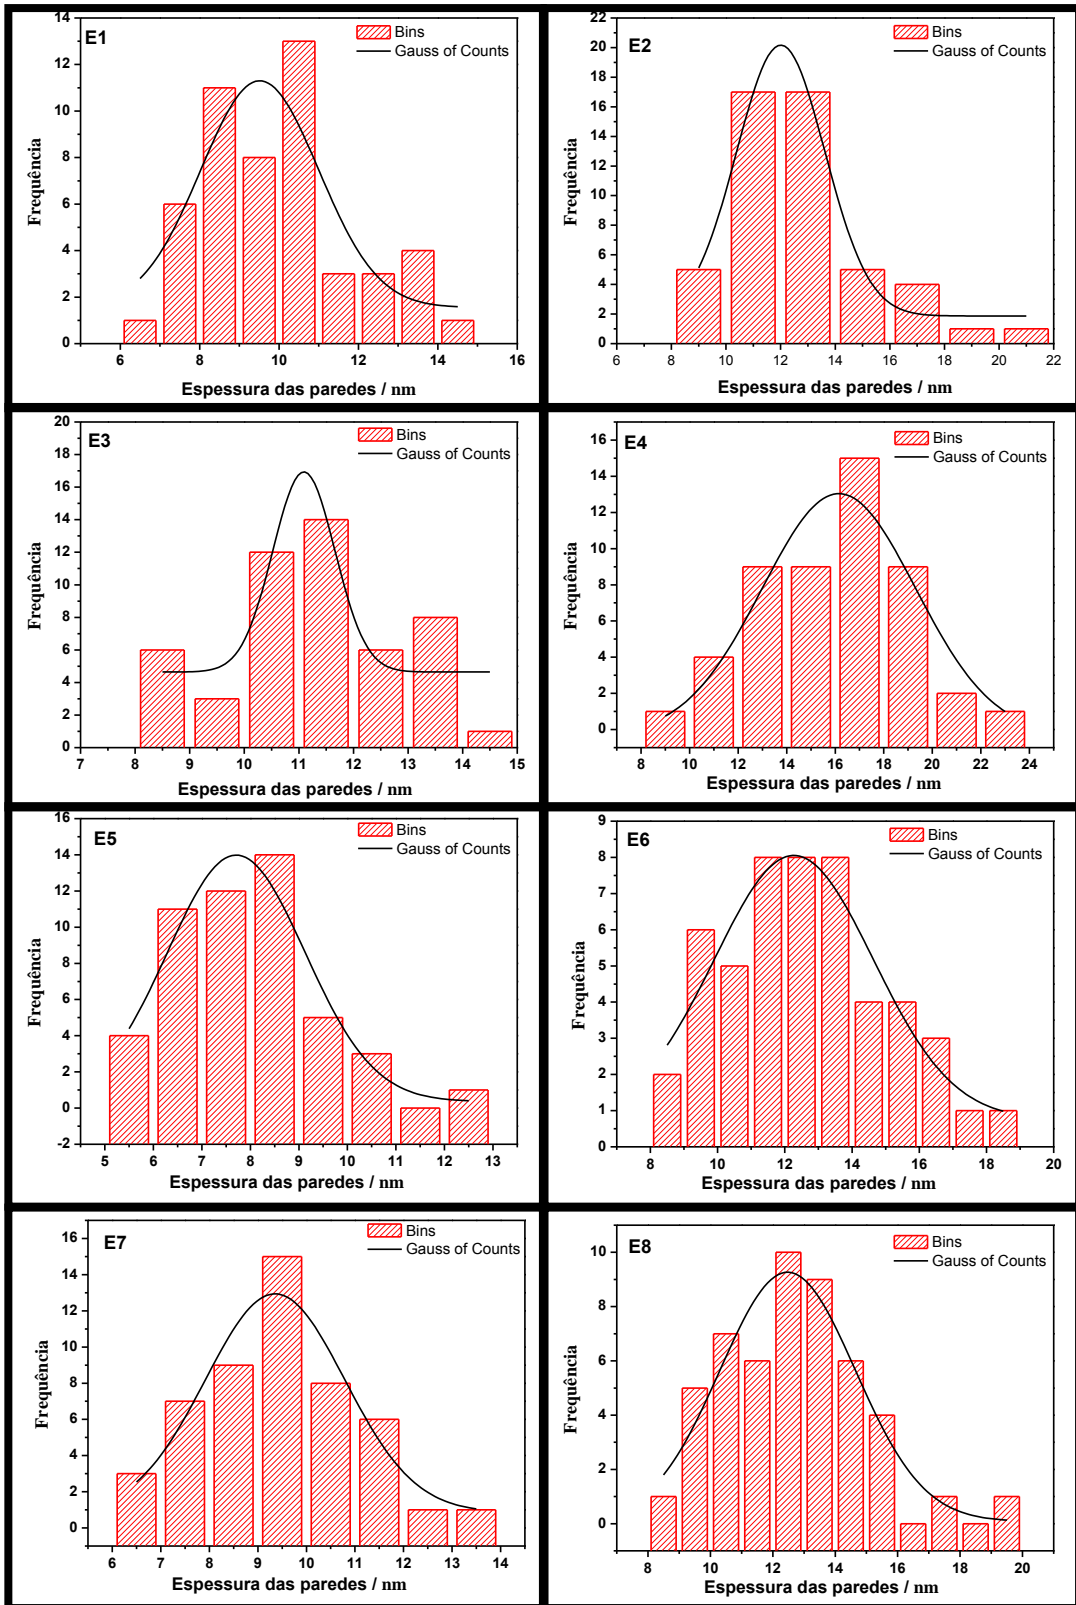 E1
Bins
Gauss of Counts
14
12
10
8
6
4
2
0
Frequência
6 8 10 12 14 16
Espessura das paredes / nm
E2
Bins
Gauss of Counts
22
20
18
16
14
12
10
8
6
4
2
0
Frequência
6 8 10 12 14 16 18 20 22
Espessura das paredes / nm
E3
Bins
Gauss of Counts
20
18
16
14
12
10
8
6
4
2
0
Frequência
7 8 9 10 11 12 13 14 15
Espessura das paredes / nm
E4
Bins
Gauss of Counts
16
14
12
10
8
6
4
2
0
Frequência
8 10 12 14 16 18 20 22 24
Espessura das paredes / nm
E5
Bins
Gauss of Counts
16
14
12
10
8
6
4
2
0
-2
Frequência
5 6 7 8 9 10 11 12 13
Espessura das paredes / nm
E6
Bins
Gauss of Counts
9
8
7
6
5
4
3
2
1
0
Frequência
8 10 12 14 16 18 20
Espessura das paredes / nm
E7
Bins
Gauss of Counts
16
14
12
10
8
6
4
2
0
Frequência
6 7 8 9 10 11 12 13 14
Espessura das paredes / nm
E8
Bins
Gauss of Counts
10
8
6
4
2
0
Frequência
8 10 12 14 16 18 20
Espessura das paredes / nm